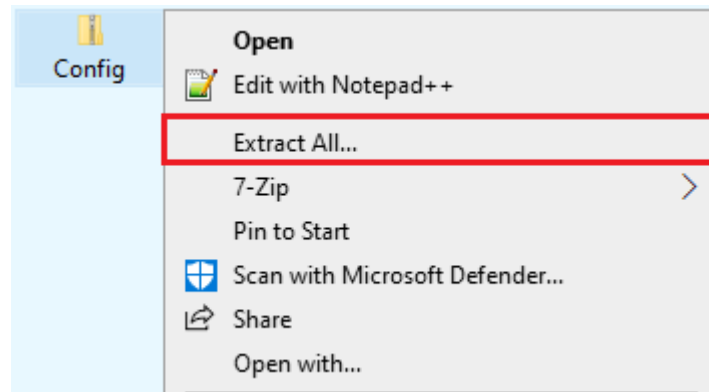 Config
Open
Edit with Notepad++
Extract All...
7-Zip
Pin to Start
Scan with Microsoft Defender...
Share
Open with...